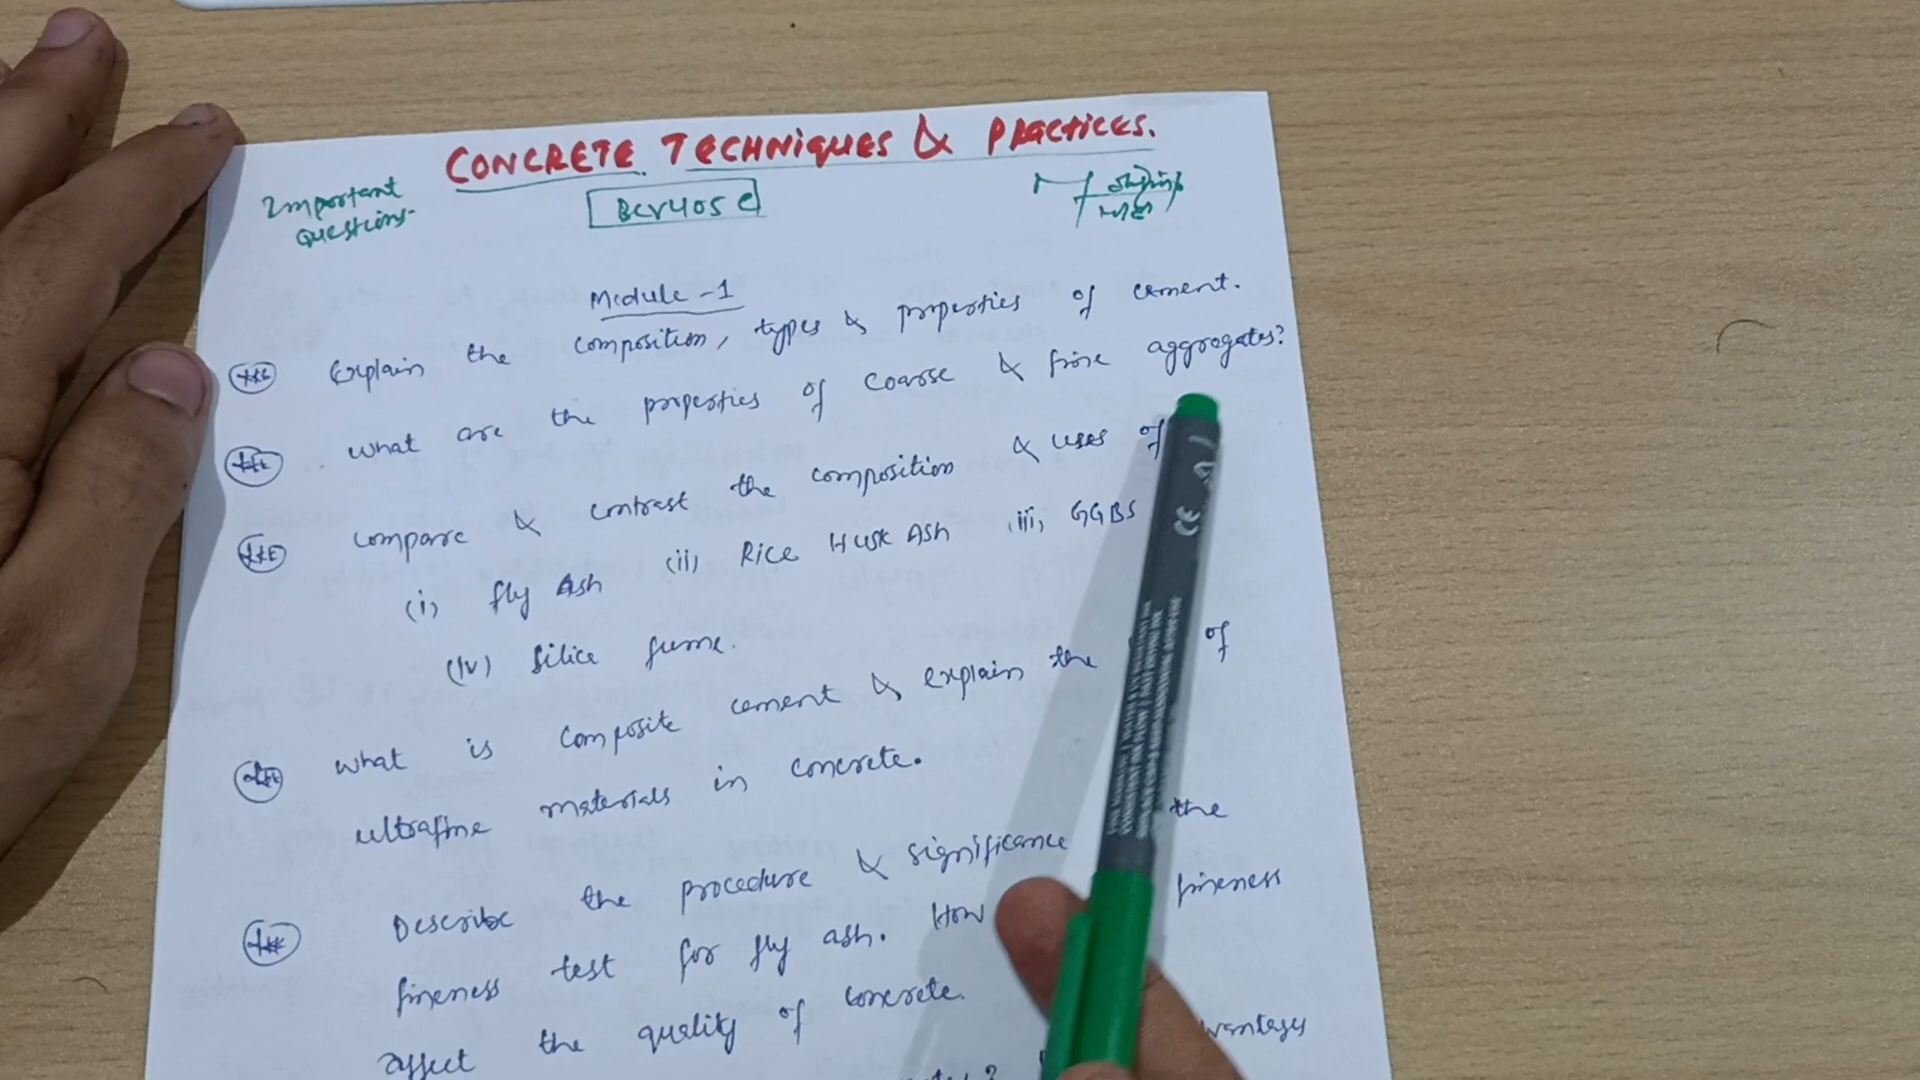 CONCRETE TECHNIQUES & PRACTICES.
Important
questions-
BCV405C
Module-1
Explain the composition, types & properties of cement.
What are the properties of coarse & fine aggregates?
compare & contrast the composition & uses of
(i) fly Ash (ii) Rice Husk Ash (iii) GGBS
(iv) Silica fume.
What is composite cement & explain the of
ultrafine materials in concrete.
Describe the procedure & significance the
fineness test for fly ash. How fineness
affect the quality of concrete.
CE